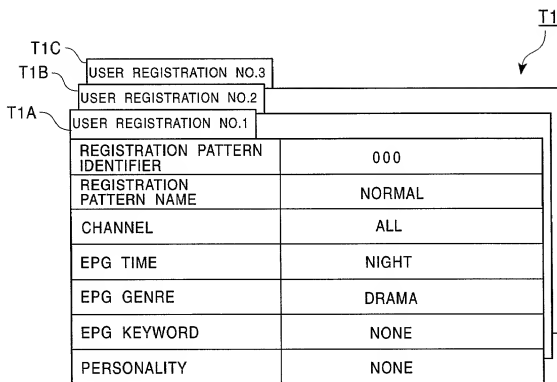 T1
T1C
USER REGISTRATION NO.3
T1B
USER REGISTRATION NO.2
T1A
USER REGISTRATION NO.1
REGISTRATION PATTERN
IDENTIFIER
000
REGISTRATION
PATTERN NAME
NORMAL
CHANNEL
ALL
EPG TIME
NIGHT
EPG GENRE
DRAMA
EPG KEYWORD
NONE
PERSONALITY
NONE